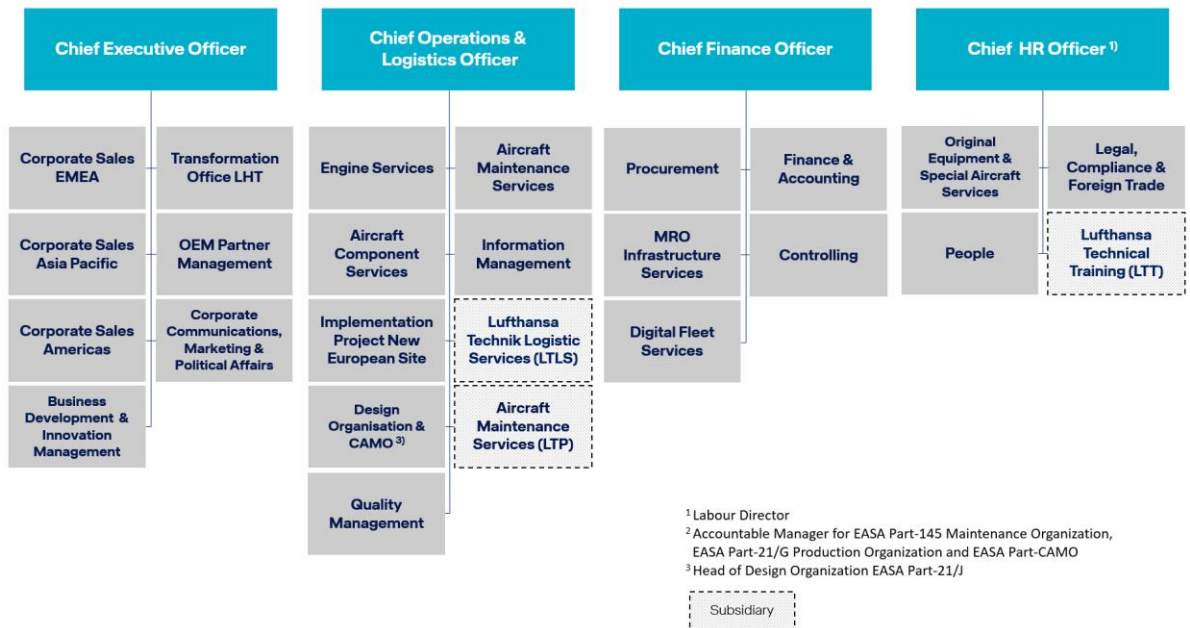 Chief Executive Officer
Chief Operations &
Logistics Officer
Chief Finance Officer
Chief HR Officer 1)
Corporate Sales
EMEA
Transformation
Office LHT
Corporate Sales
Asia Pacific
OEM Partner
Management
Corporate Sales
Americas
Corporate
Communications,
Marketing &
Political Affairs
Business
Development &
Innovation
Management
Engine Services
Aircraft
Maintenance
Services
Aircraft
Component
Services
Information
Management
Implementation
Project New
European Site
Lufthansa
Technik Logistic
Services (LTLS)
Design
Organisation &
CAMO 3)
Aircraft
Maintenance
Services (LTP)
Quality
Management
Procurement
Finance &
Accounting
MRO
Infrastructure
Services
Controlling
Digital Fleet
Services
Original
Equipment &
Special Aircraft
Services
Legal,
Compliance &
Foreign Trade
People
Lufthansa
Technical
Training (LTT)
1 Labour Director
2 Accountable Manager for EASA Part-145 Maintenance Organization,
EASA Part-21/G Production Organization and EASA Part-CAMO
3 Head of Design Organization EASA Part-21/J
Subsidiary